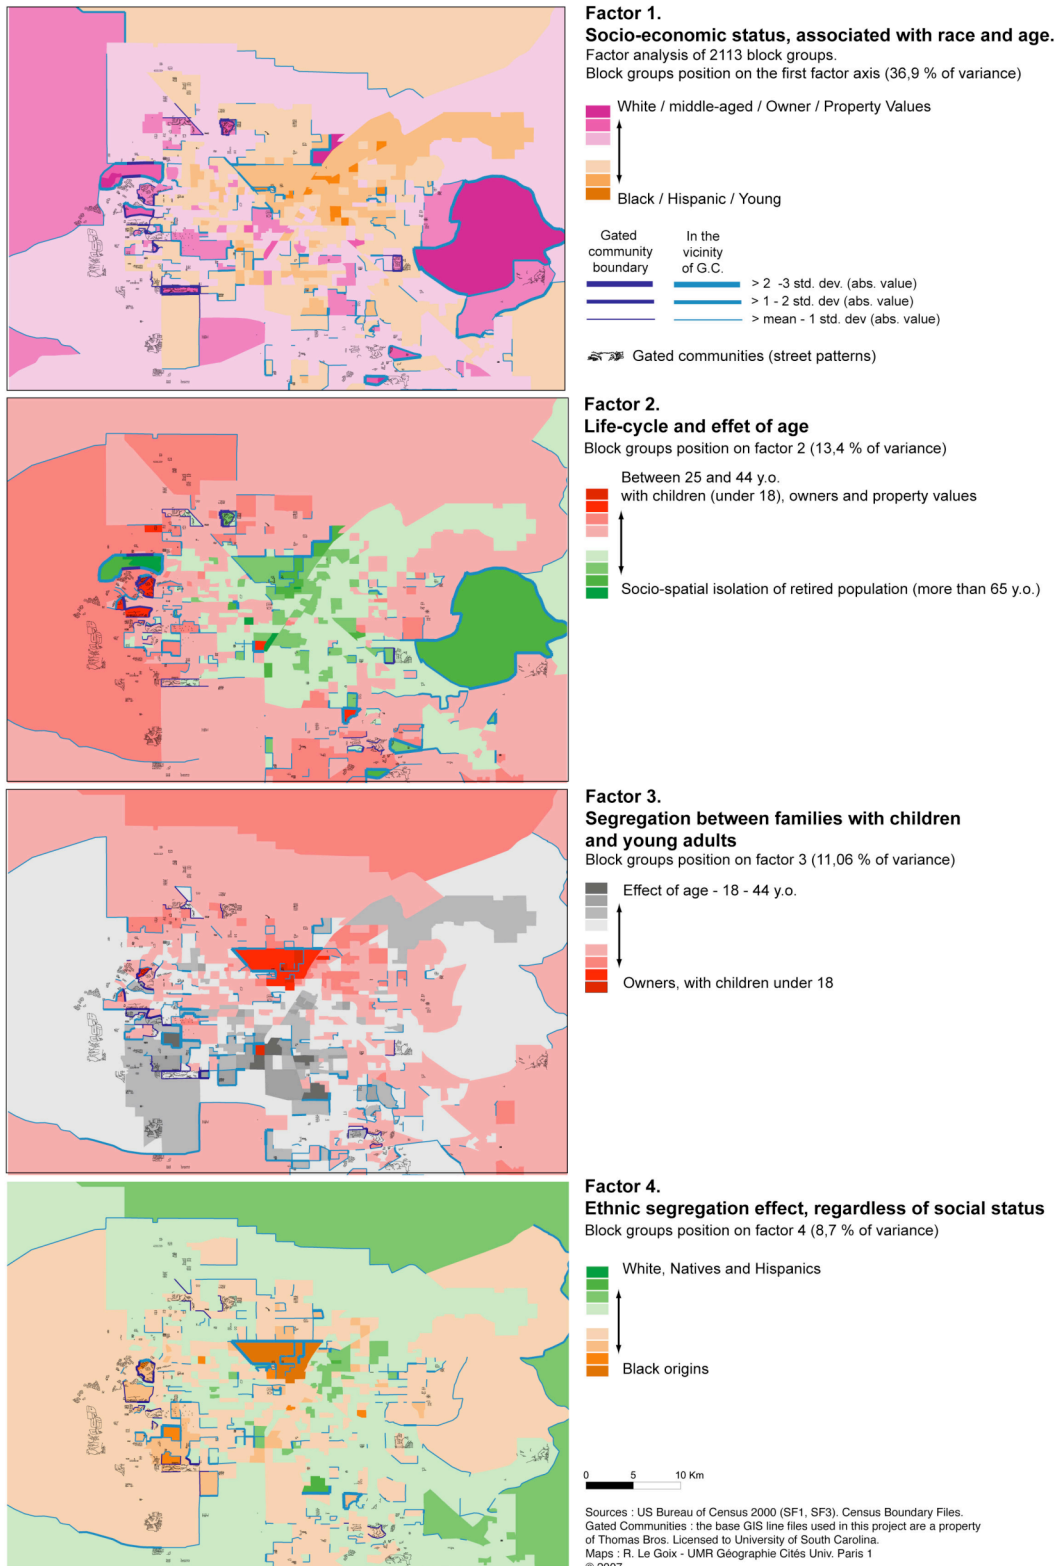 Factor 1.
Socio-economic status, associated with race and age.
Factor analysis of 2113 block groups.
Block groups position on the first factor axis (36,9 % of variance)
White / middle-aged / Owner / Property Values
Black / Hispanic / Young
Gated community boundary
In the vicinity of G.C.
> 2 -3 std. dev. (abs. value)
> 1 - 2 std. dev (abs. value)
> mean - 1 std. dev (abs. value)
Gated communities (street patterns)
Factor 2.
Life-cycle and effet of age
Block groups position on factor 2 (13,4 % of variance)
Between 25 and 44 y.o.
with children (under 18), owners and property values
Socio-spatial isolation of retired population (more than 65 y.o.)
Factor 3.
Segregation between families with children
and young adults
Block groups position on factor 3 (11,06 % of variance)
Effect of age - 18 - 44 y.o.
Owners, with children under 18
Factor 4.
Ethnic segregation effect, regardless of social status
Block groups position on factor 4 (8,7 % of variance)
White, Natives and Hispanics
Black origins
0 5 10 Km
Sources : US Bureau of Census 2000 (SF1, SF3). Census Boundary Files.
Gated Communities : the base GIS line files used in this project are a property
of Thomas Bros. Licensed to University of South Carolina.
Maps : R. Le Goix - UMR Géographie Cités Univ. Paris 1